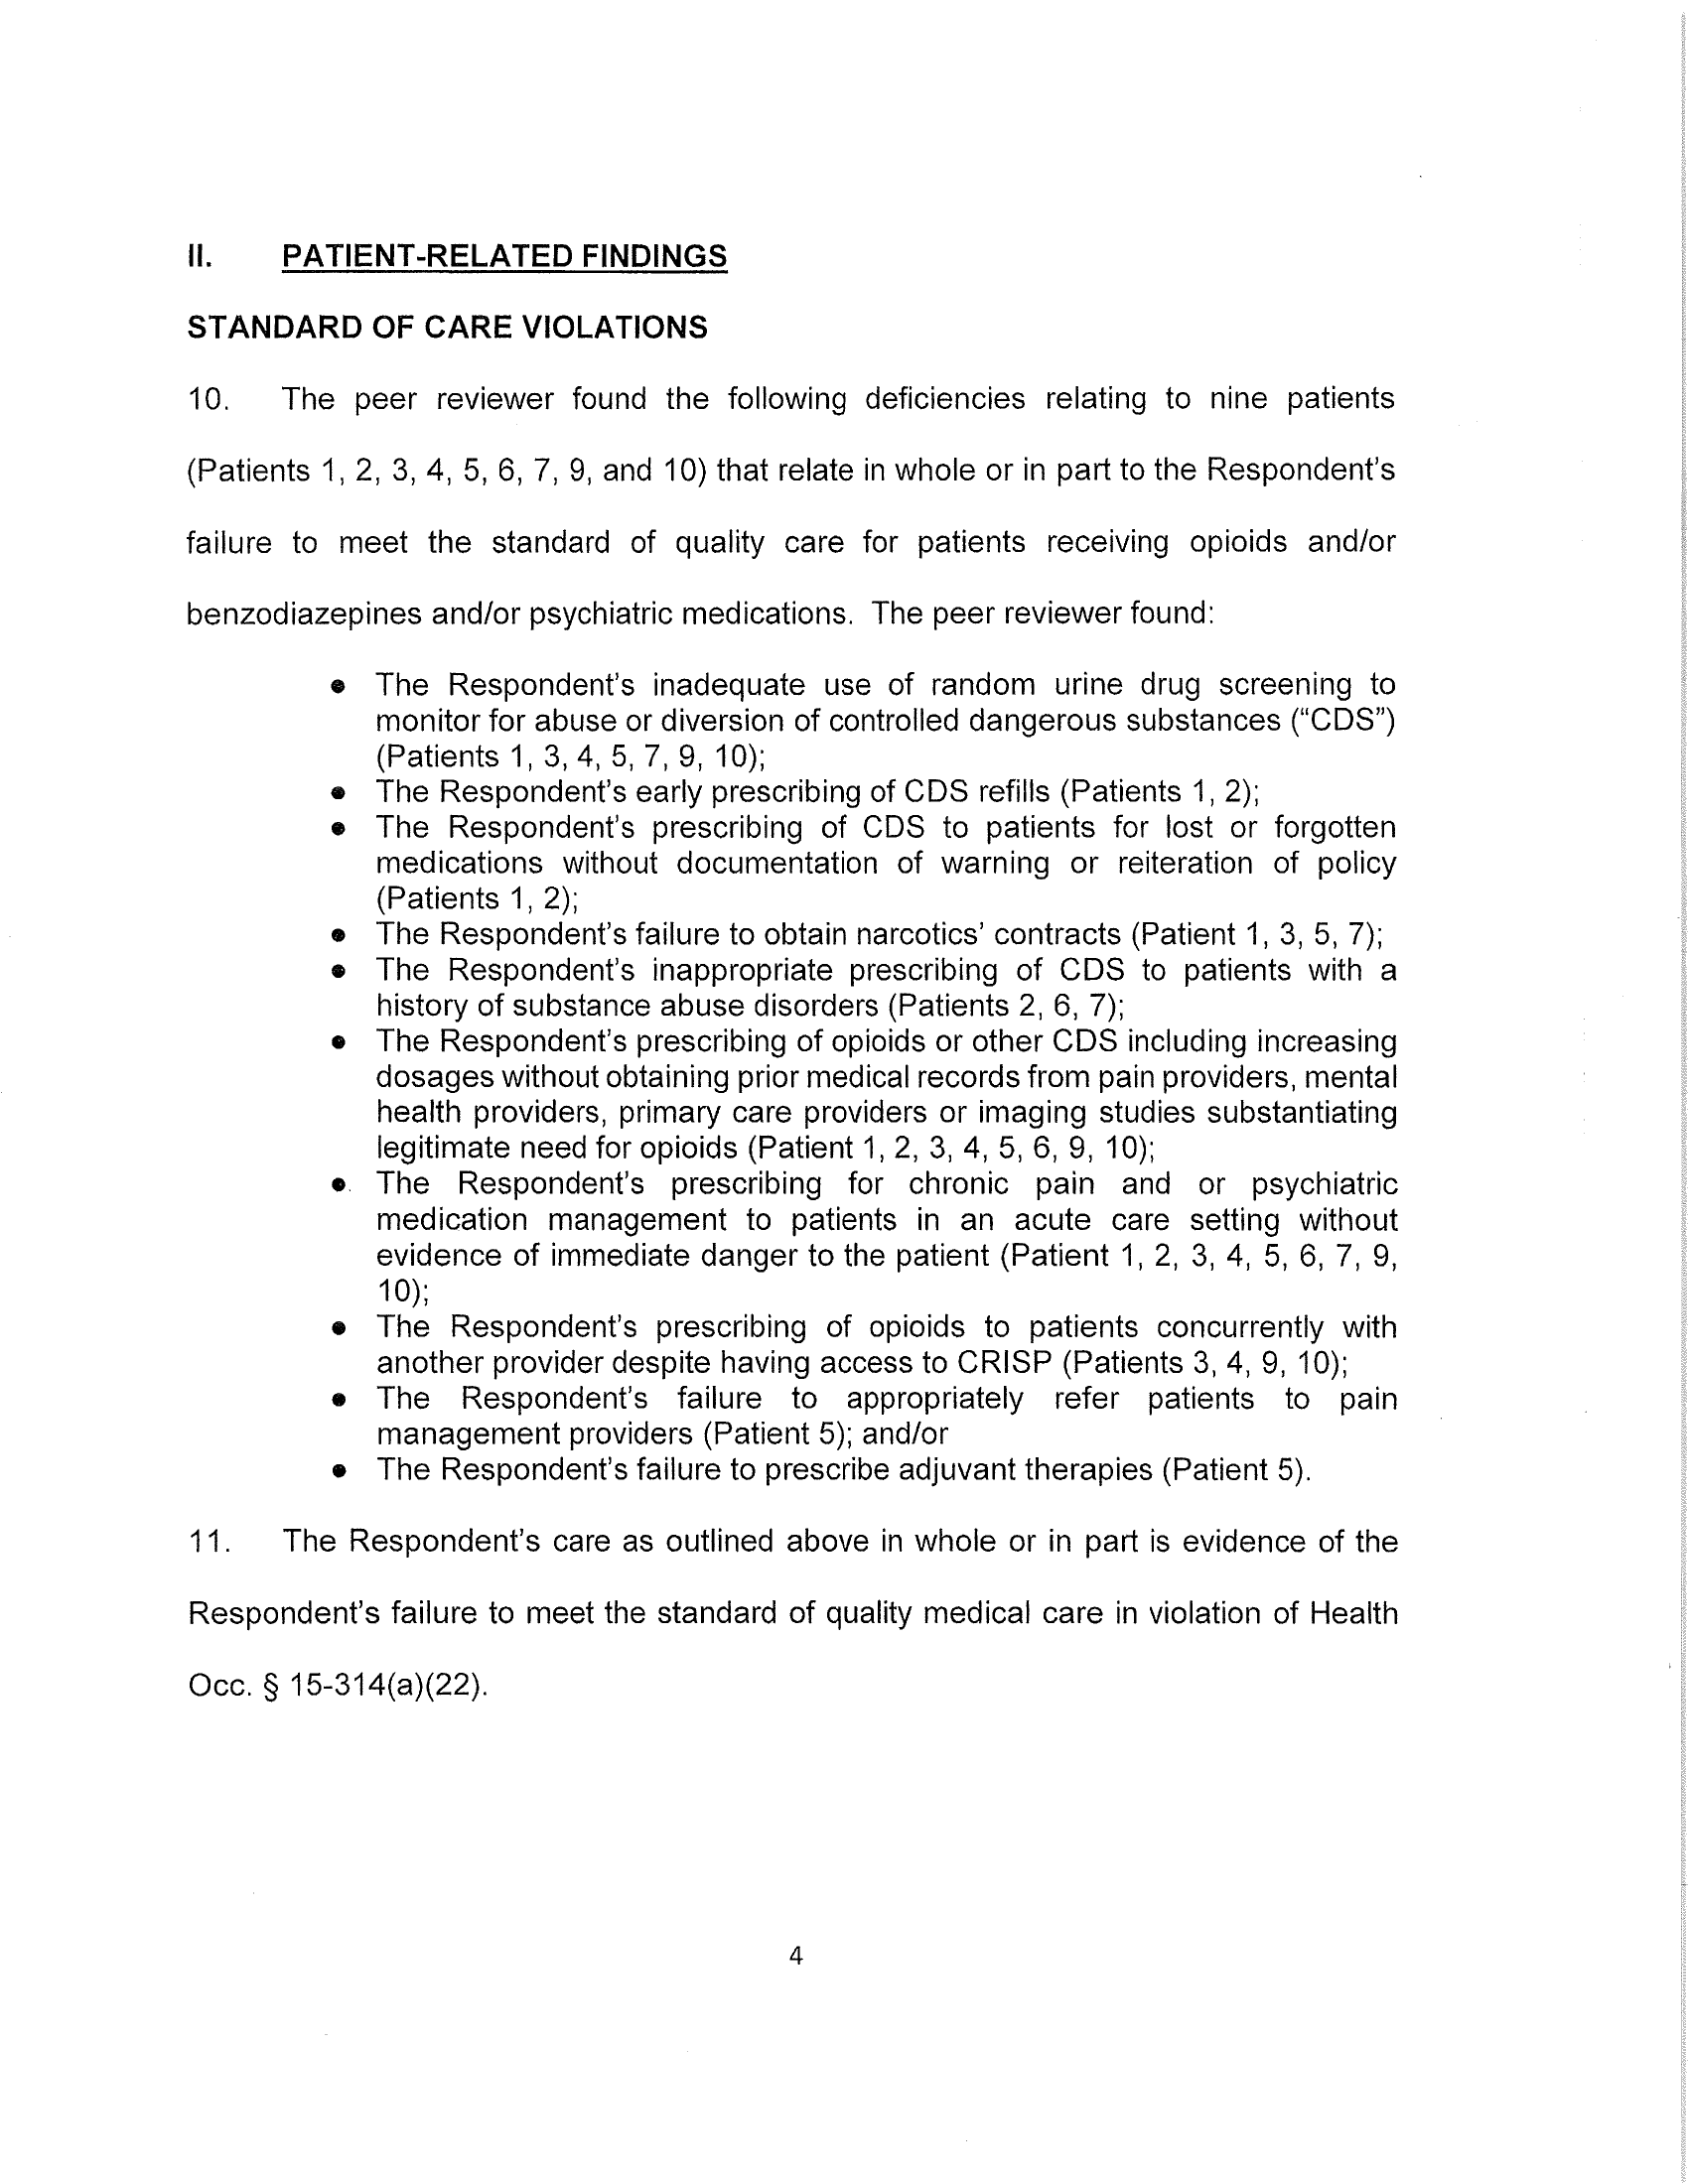 II. PATIENT-RELATED FINDINGS
STANDARD OF CARE VIOLATIONS
10. The peer reviewer found the following deficiencies relating to nine patients
(Patients 1, 2, 3, 4, 5, 6, 7, 9, and 10) that relate in whole or in part to the Respondent's
failure to meet the standard of quality care for patients receiving opioids and/or
benzodiazepines and/or psychiatric medications. The peer reviewer found:
● The Respondent's inadequate use of random urine drug screening to
monitor for abuse or diversion of controlled dangerous substances (“CDS”)
(Patients 1, 3, 4, 5, 7, 9, 10);
● The Respondent's early prescribing of CDS refills (Patients 1, 2);
● The Respondent's prescribing of CDS to patients for lost or forgotten
medications without documentation of warning or reiteration of policy
(Patients 1, 2);
● The Respondent's failure to obtain narcotics' contracts (Patient 1, 3, 5, 7);
● The Respondent's inappropriate prescribing of CDS to patients with a
history of substance abuse disorders (Patients 2, 6, 7);
● The Respondent's prescribing of opioids or other CDS including increasing
dosages without obtaining prior medical records from pain providers, mental
health providers, primary care providers or imaging studies substantiating
legitimate need for opioids (Patient 1, 2, 3, 4, 5, 6, 9, 10);
● The Respondent's prescribing for chronic pain and or psychiatric
medication management to patients in an acute care setting without
evidence of immediate danger to the patient (Patient 1, 2, 3, 4, 5, 6, 7, 9,
10);
● The Respondent's prescribing of opioids to patients concurrently with
another provider despite having access to CRISP (Patients 3, 4, 9, 10);
● The Respondent's failure to appropriately refer patients to pain
management providers (Patient 5); and/or
● The Respondent's failure to prescribe adjuvant therapies (Patient 5).
11. The Respondent's care as outlined above in whole or in part is evidence of the
Respondent's failure to meet the standard of quality medical care in violation of Health
Occ. § 15-314(a)(22).
4